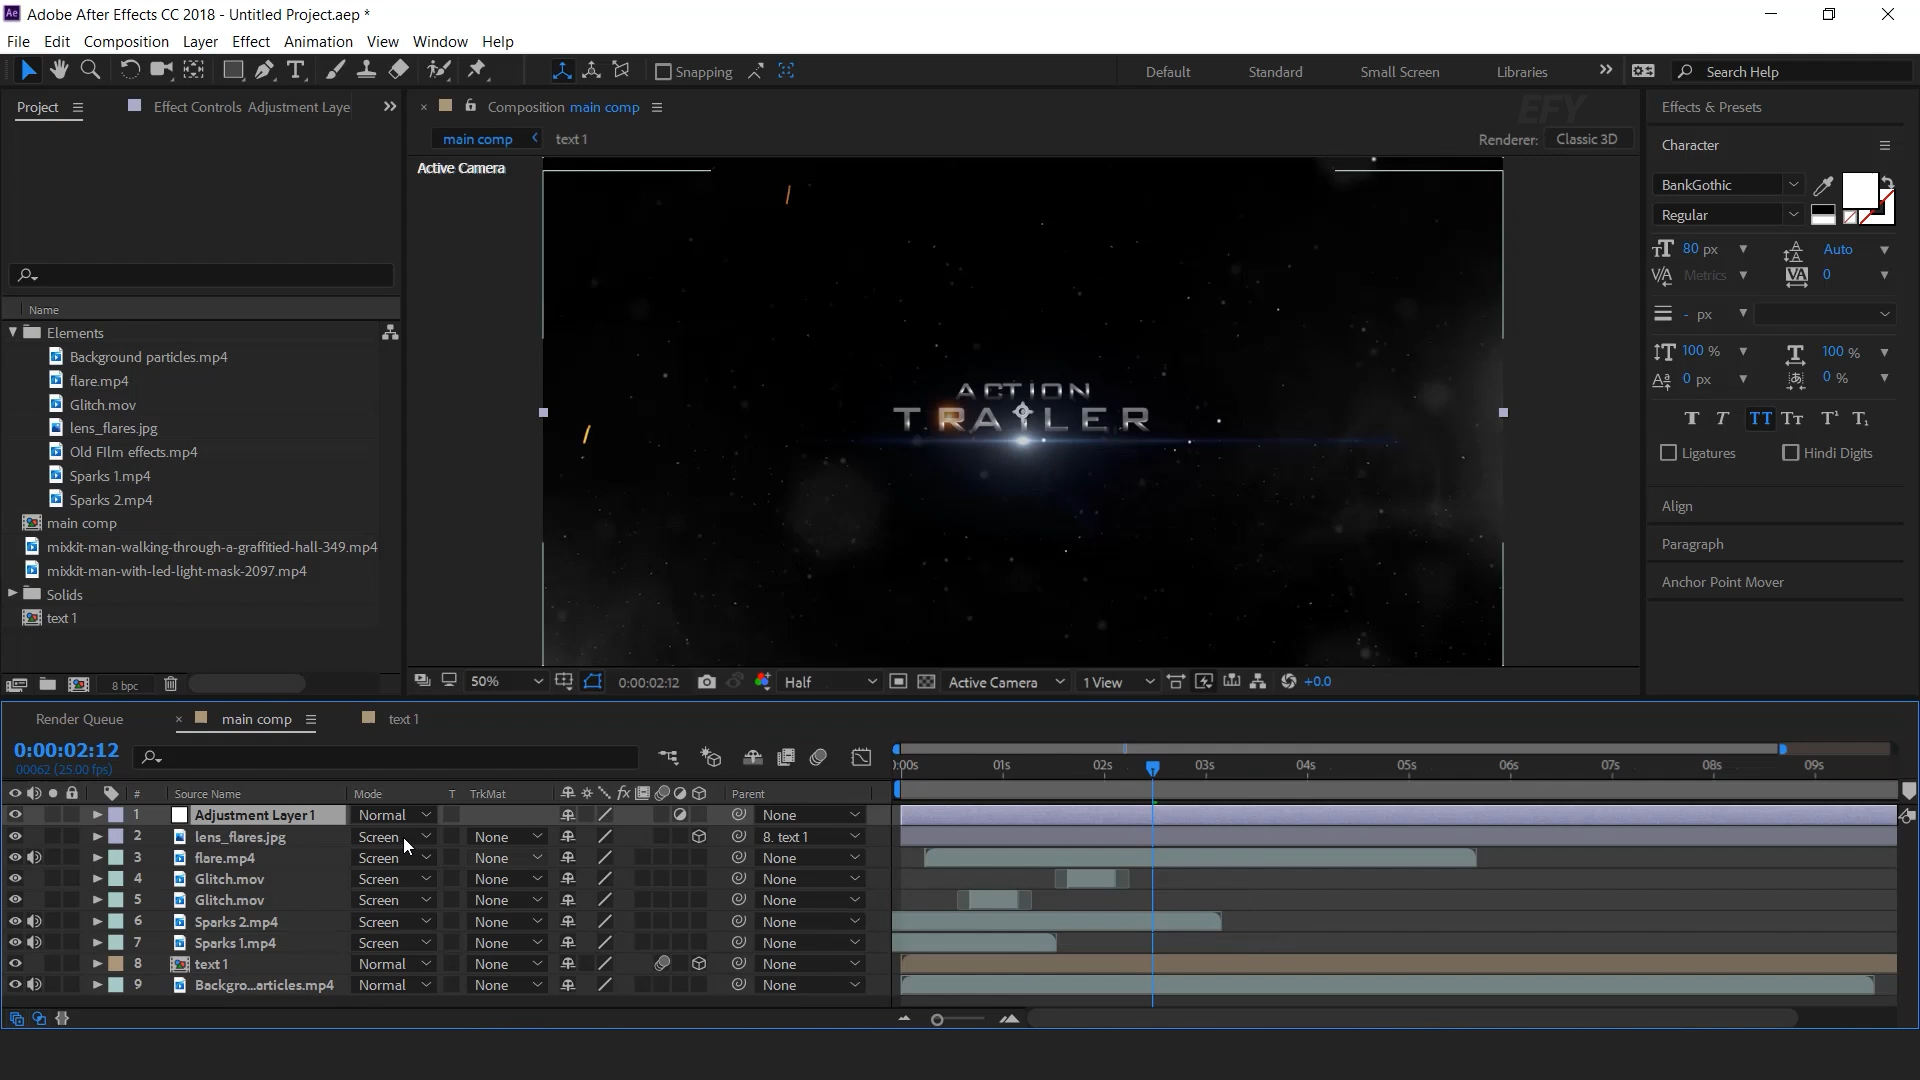 Adobe After Effects CC 2018 - Untitled Project.aep *
File Edit Composition Layer Effect Animation View Window Help
Snapping Default Standard Small Screen Libraries Search Help
Project Effect Controls Adjustment Laye Composition main comp EFY Effects & Presets
main comp text 1 Renderer: Classic 3D Character
Active Camera
BankGothic
Regular
80 px Auto
Metrics 0
- px
100 % 100 %
0 px 0 %
T T TT Tt T¹ T₁
Ligatures Hindi Digits
Align
Paragraph
Anchor Point Mover
Name
Elements
Background particles.mp4
flare.mp4
Glitch.mov
lens_flares.jpg
Old FIlm effects.mp4
Sparks 1.mp4
Sparks 2.mp4
main comp
mixkit-man-walking-through-a-graffitied-hall-349.mp4
mixkit-man-with-led-light-mask-2097.mp4
Solids
text 1
ACTION
TRAILER
8 bpc 50% 0:00:02:12 Half Active Camera 1 View +0.0
Render Queue main comp text 1
0:00:02:12
00062 (25.00 fps)
):00s 01s 02s 03s 04s 05s 06s 07s 08s 09s
# Source Name Mode T TrkMat fx Parent
1 Adjustment Layer 1 Normal None
2 lens_flares.jpg Screen None 8. text 1
3 flare.mp4 Screen None None
4 Glitch.mov Screen None None
5 Glitch.mov Screen None None
6 Sparks 2.mp4 Screen None None
7 Sparks 1.mp4 Screen None None
8 text 1 Normal None None
9 Backgro...articles.mp4 Normal None None